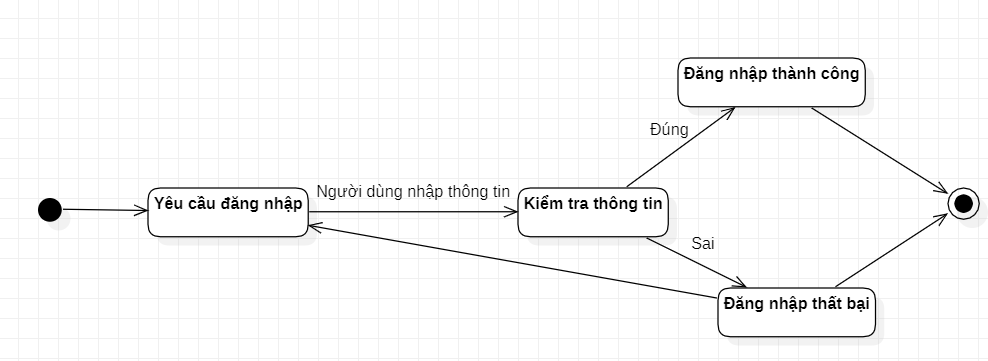 Đăng nhập thành công
Đúng
Yêu cầu đăng nhập
Người dùng nhập thông tin
Kiểm tra thông tin
Sai
Đăng nhập thất bại